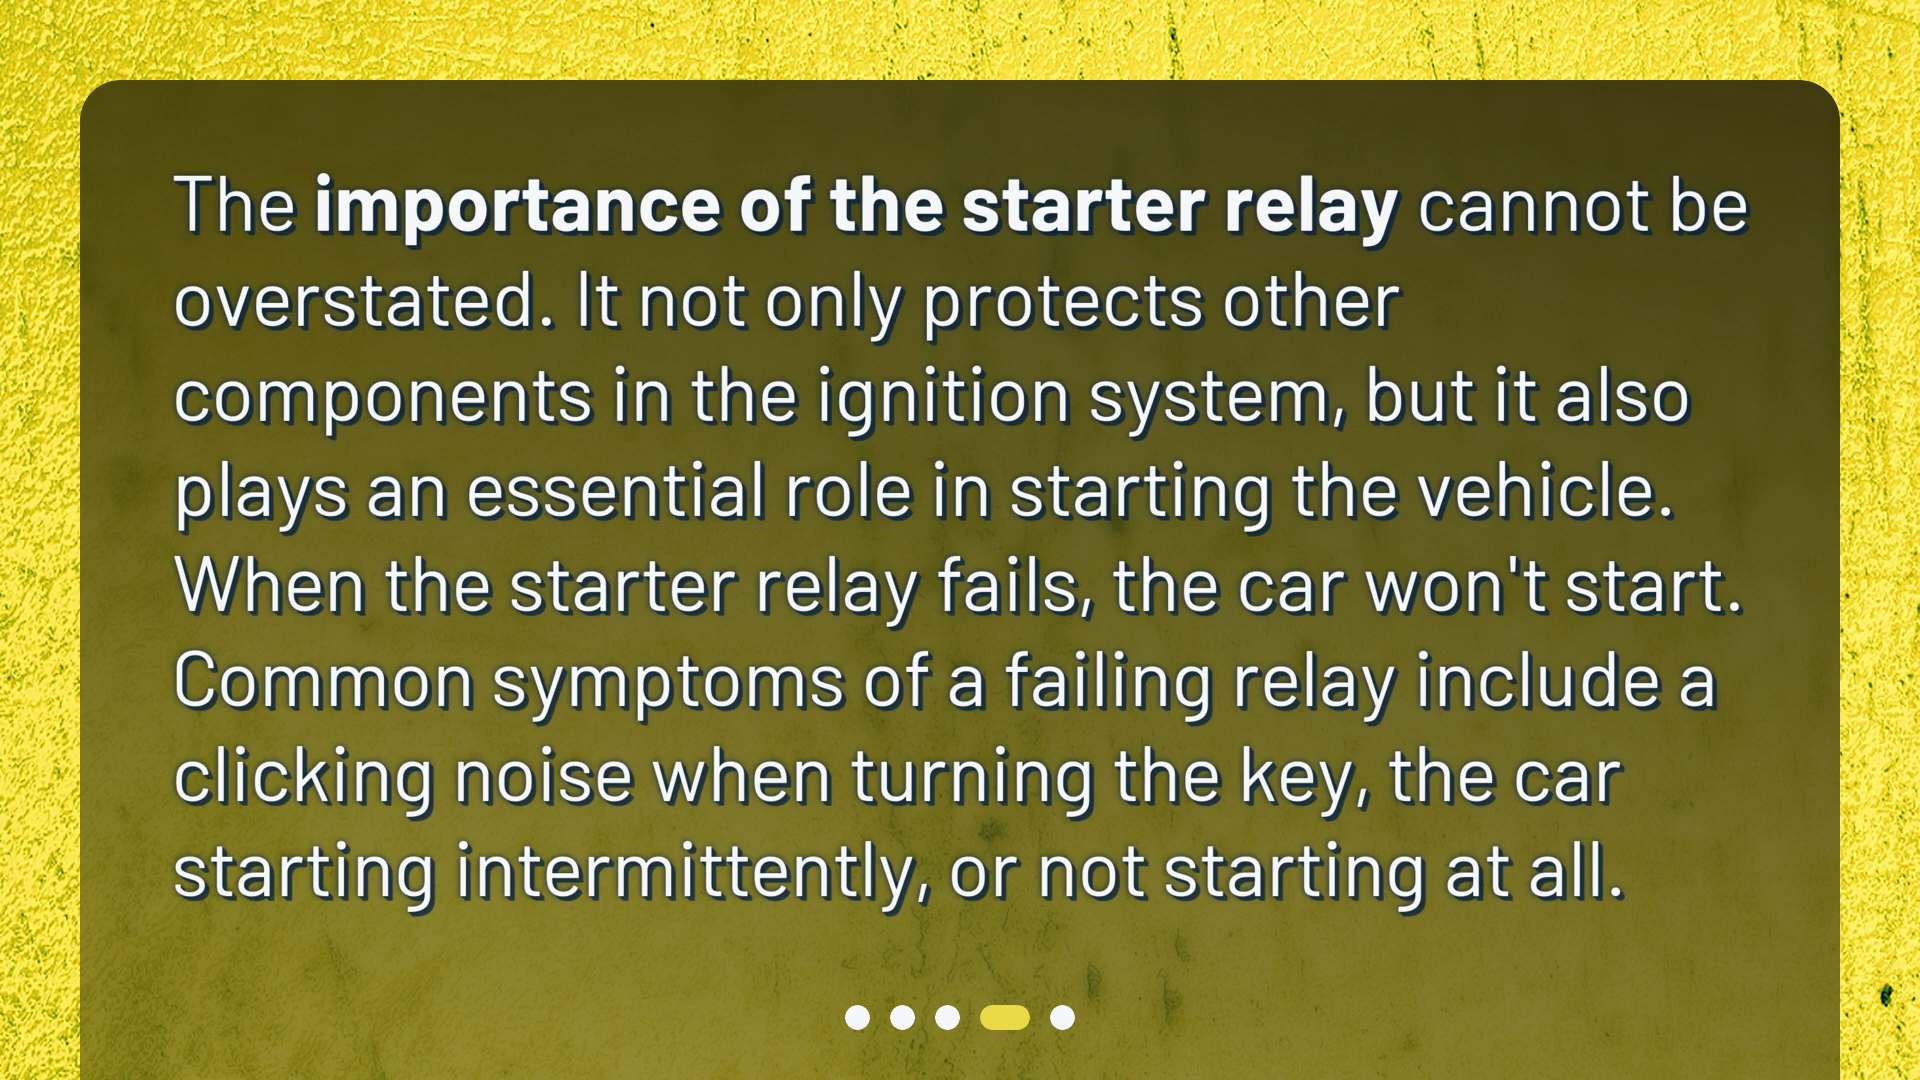 The importance of the starter relay cannot be
overstated. It not only protects other
components in the ignition system, but it also
plays an essential role in starting the vehicle.
When the starter relay fails, the car won't start.
Common symptoms of a failing relay include a
clicking noise when turning the key, the car
starting intermittently, or not starting at all.